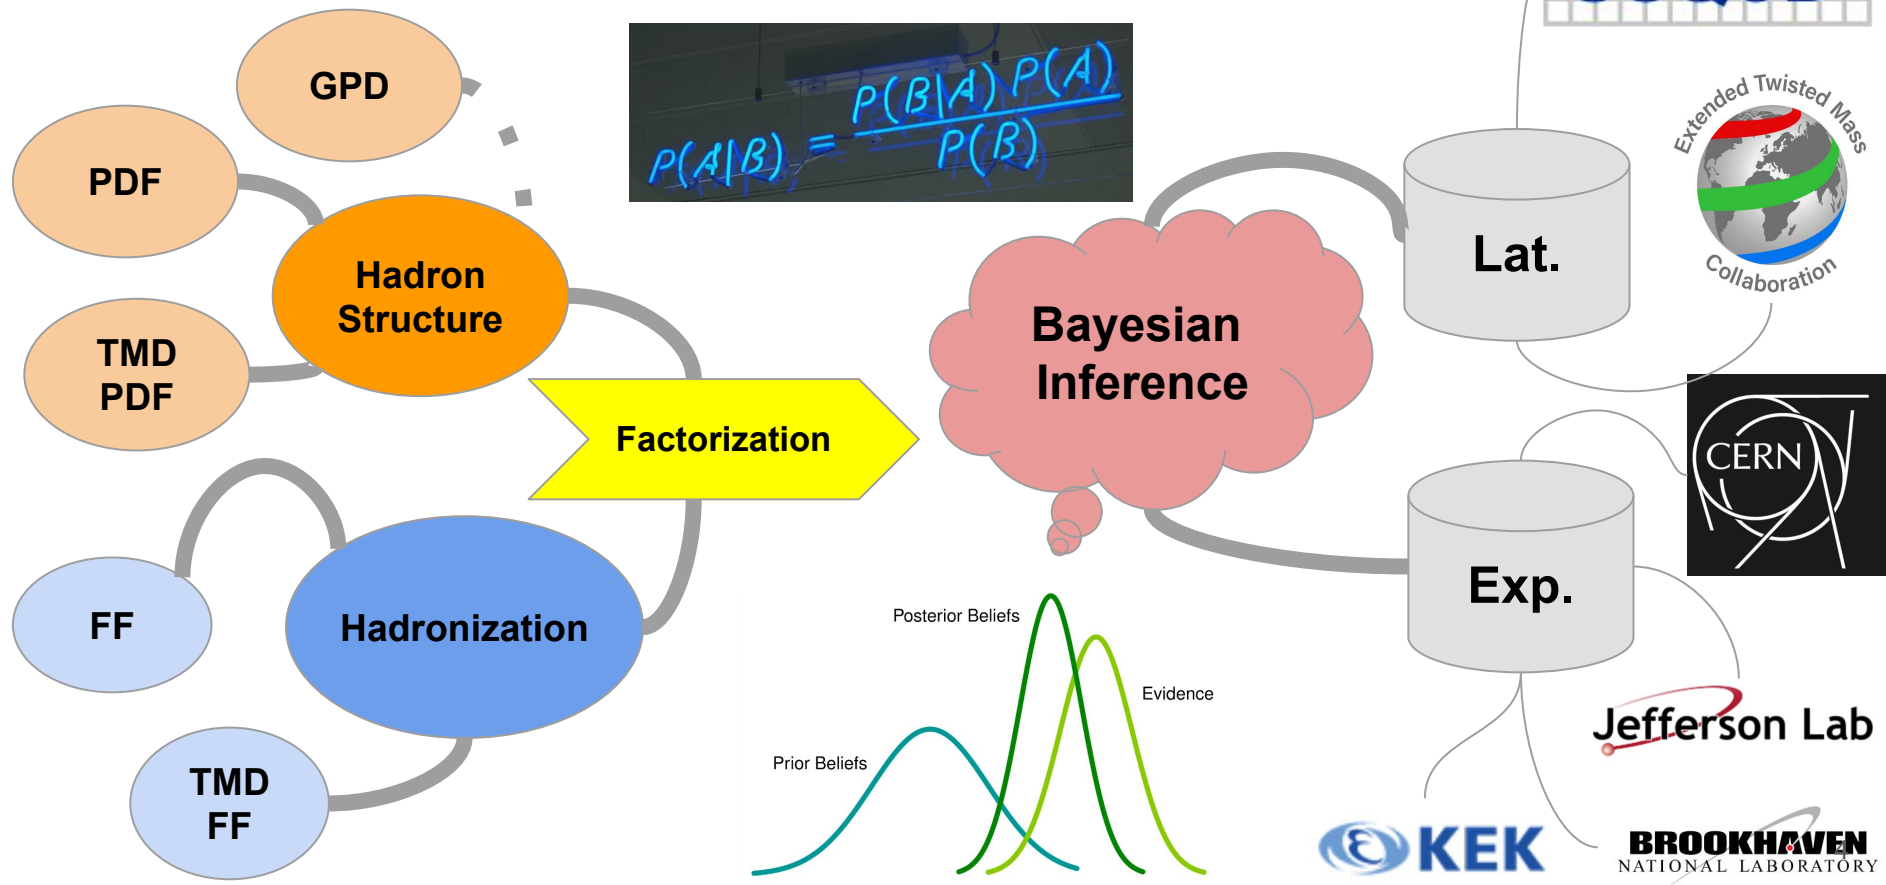 GPD
PDF
TMD
PDF
Hadron
Structure
Factorization
FF
Hadronization
TMD
FF
P(A|B) = P(B|A) P(A)
P(B)
Bayesian
Inference
Posterior Beliefs
Evidence
Prior Beliefs
Lat.
Extended Twisted Mass
Collaboration
Exp.
CERN
Jefferson Lab
KEK
BROOKHAVEN
NATIONAL LABORATORY
4